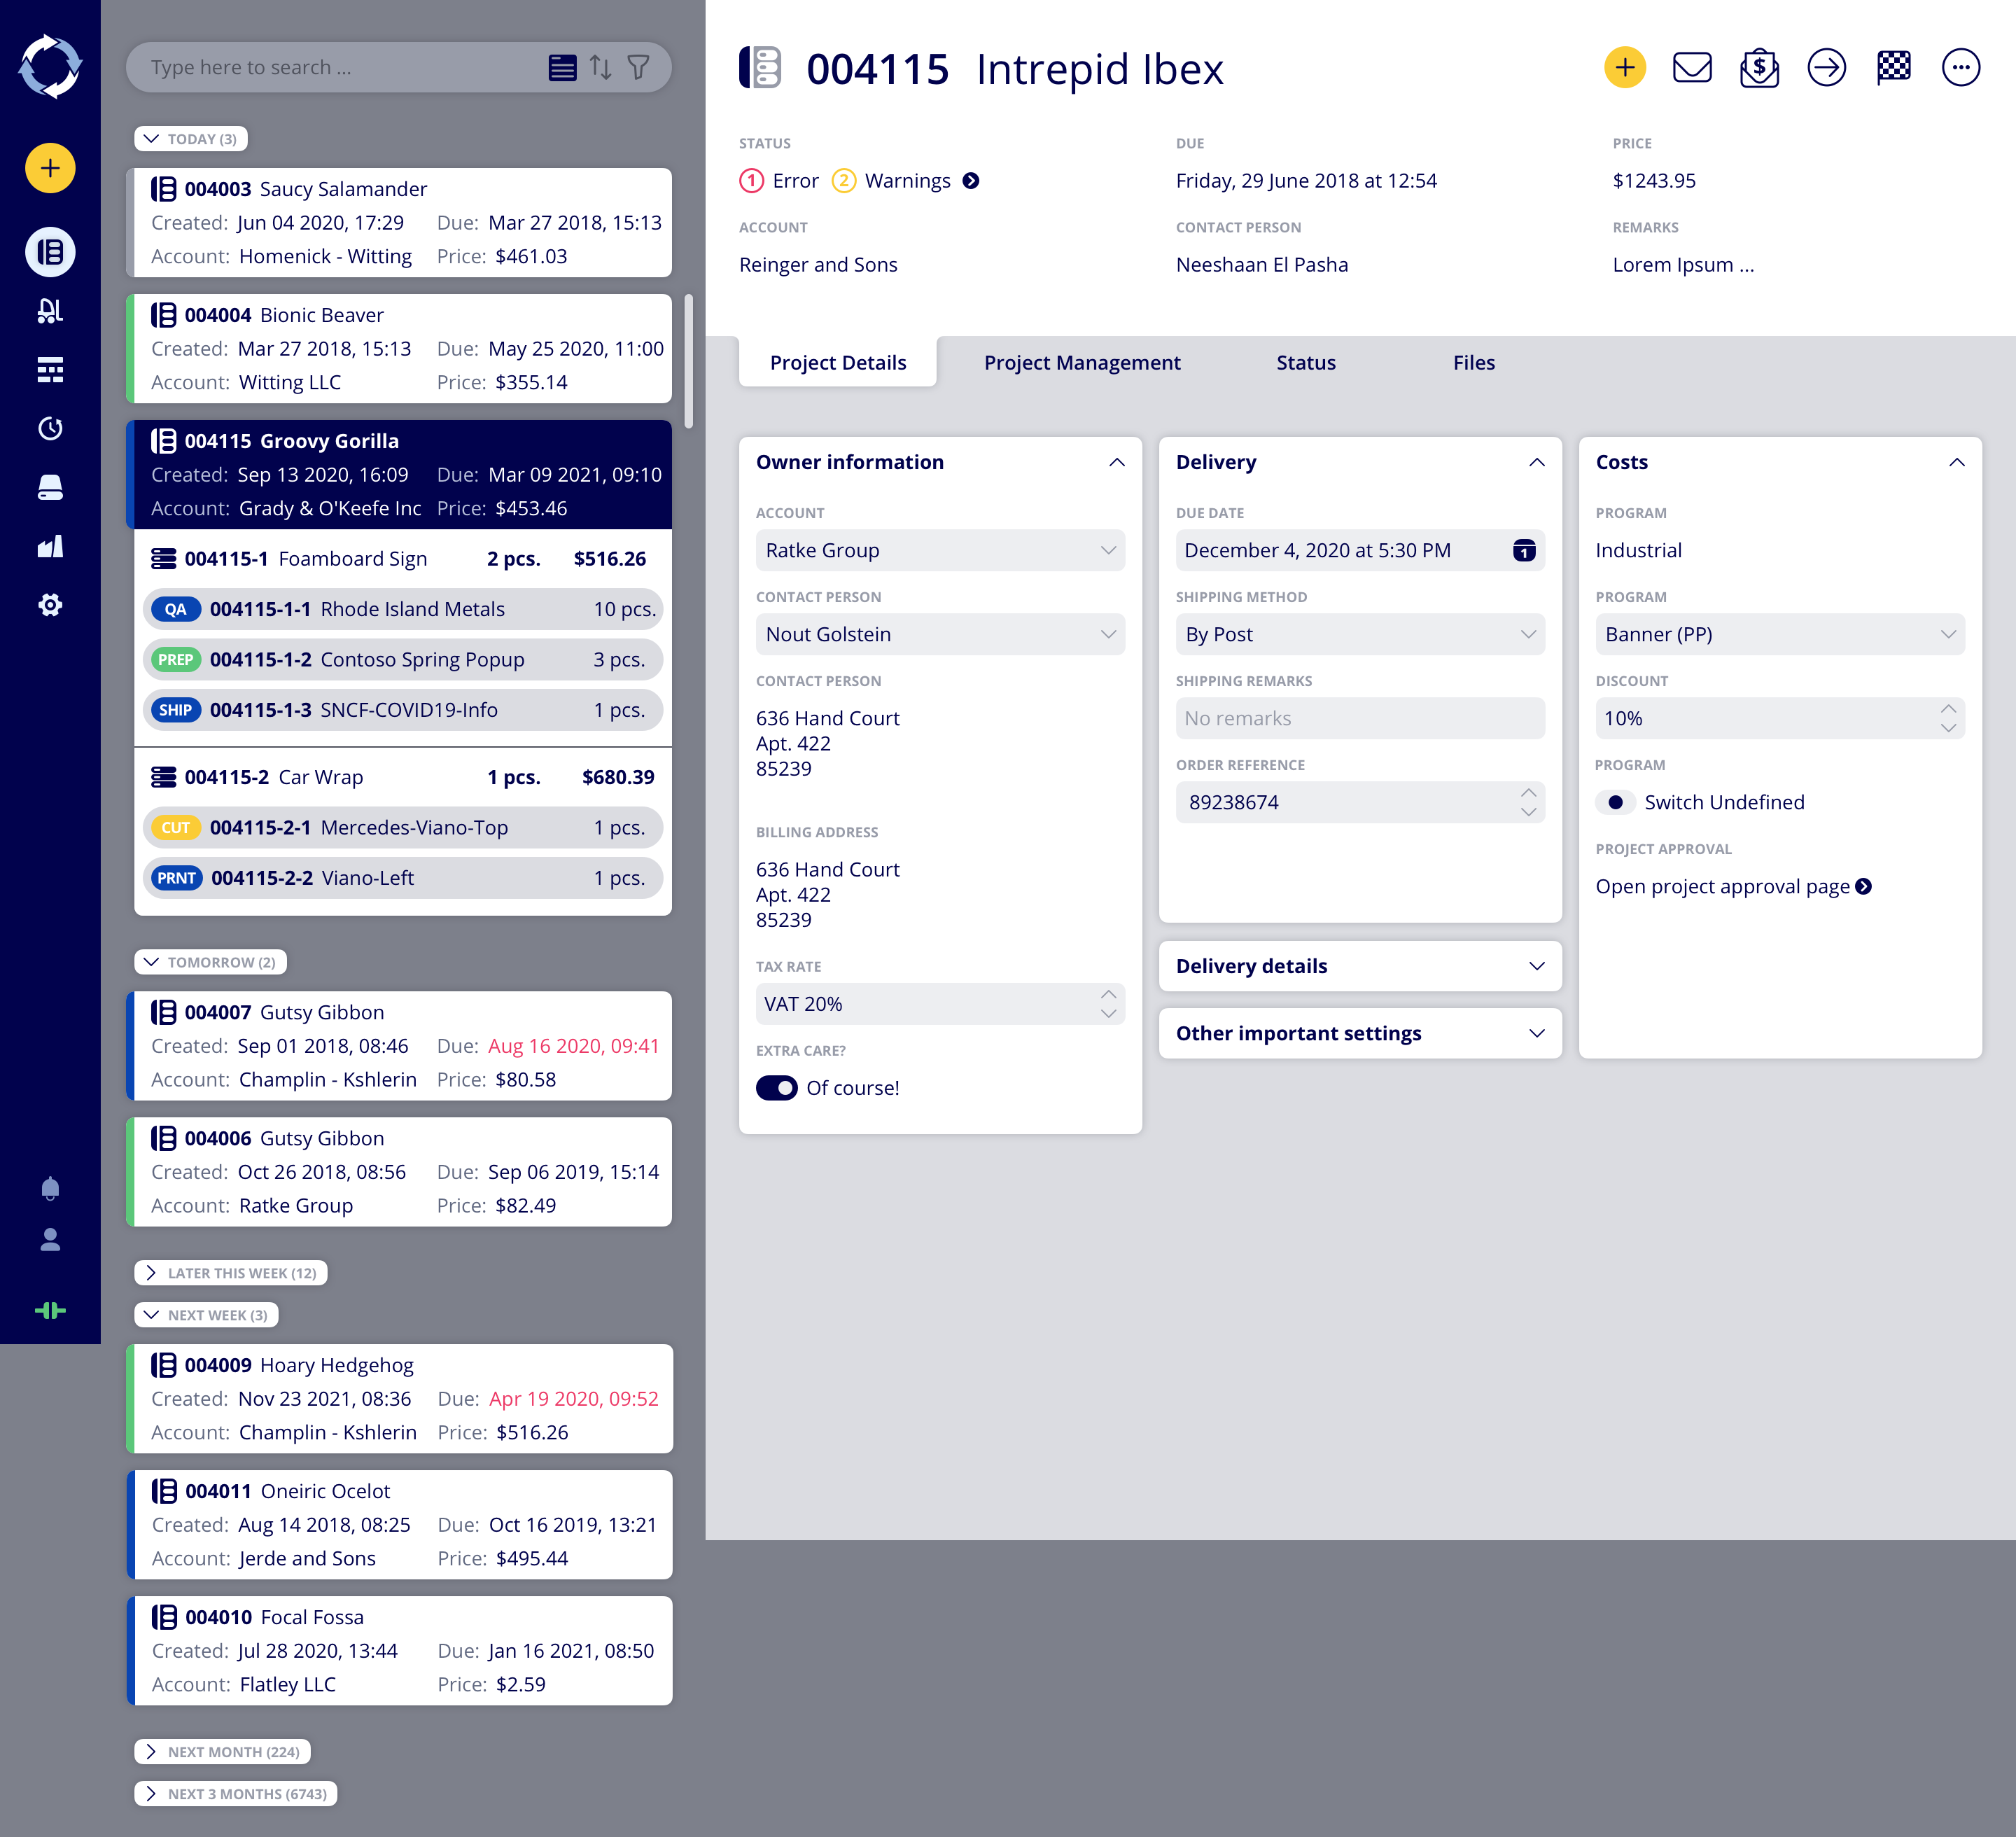 Type here to search ...
TODAY (3)
004003 Saucy Salamander
Created: Jun 04 2020, 17:29 Due: Mar 27 2018, 15:13
Account: Homenick - Witting Price: $461.03
004004 Bionic Beaver
Created: Mar 27 2018, 15:13 Due: May 25 2020, 11:00
Account: Witting LLC Price: $355.14
004115 Groovy Gorilla
Created: Sep 13 2020, 16:09 Due: Mar 09 2021, 09:10
Account: Grady & O'Keefe Inc Price: $453.46
004115-1 Foamboard Sign 2 pcs. $516.26
QA 004115-1-1 Rhode Island Metals 10 pcs.
PREP 004115-1-2 Contoso Spring Popup 3 pcs.
SHIP 004115-1-3 SNCF-COVID19-Info 1 pcs.
004115-2 Car Wrap 1 pcs. $680.39
CUT 004115-2-1 Mercedes-Viano-Top 1 pcs.
PRNT 004115-2-2 Viano-Left 1 pcs.
TOMORROW (2)
004007 Gutsy Gibbon
Created: Sep 01 2018, 08:46 Due: Aug 16 2020, 09:41
Account: Champlin - Kshlerin Price: $80.58
004006 Gutsy Gibbon
Created: Oct 26 2018, 08:56 Due: Sep 06 2019, 15:14
Account: Ratke Group Price: $82.49
LATER THIS WEEK (12)
NEXT WEEK (3)
004009 Hoary Hedgehog
Created: Nov 23 2021, 08:36 Due: Apr 19 2020, 09:52
Account: Champlin - Kshlerin Price: $516.26
004011 Oneiric Ocelot
Created: Aug 14 2018, 08:25 Due: Oct 16 2019, 13:21
Account: Jerde and Sons Price: $495.44
004010 Focal Fossa
Created: Jul 28 2020, 13:44 Due: Jan 16 2021, 08:50
Account: Flatley LLC Price: $2.59
NEXT MONTH (224)
NEXT 3 MONTHS (6743)
004115 Intrepid Ibex
$
STATUS DUE PRICE
1 Error 2 Warnings Friday, 29 June 2018 at 12:54 $1243.95
ACCOUNT CONTACT PERSON REMARKS
Reinger and Sons Neeshaan El Pasha Lorem Ipsum ...
Project Details Project Management Status Files
Owner information
ACCOUNT
Ratke Group
CONTACT PERSON
Nout Golstein
CONTACT PERSON
636 Hand Court
Apt. 422
85239
BILLING ADDRESS
636 Hand Court
Apt. 422
85239
TAX RATE
VAT 20%
EXTRA CARE?
Of course!
Delivery
DUE DATE
December 4, 2020 at 5:30 PM 1
SHIPPING METHOD
By Post
SHIPPING REMARKS
No remarks
ORDER REFERENCE
89238674
Delivery details
Other important settings
Costs
PROGRAM
Industrial
PROGRAM
Banner (PP)
DISCOUNT
10%
PROGRAM
Switch Undefined
PROJECT APPROVAL
Open project approval page